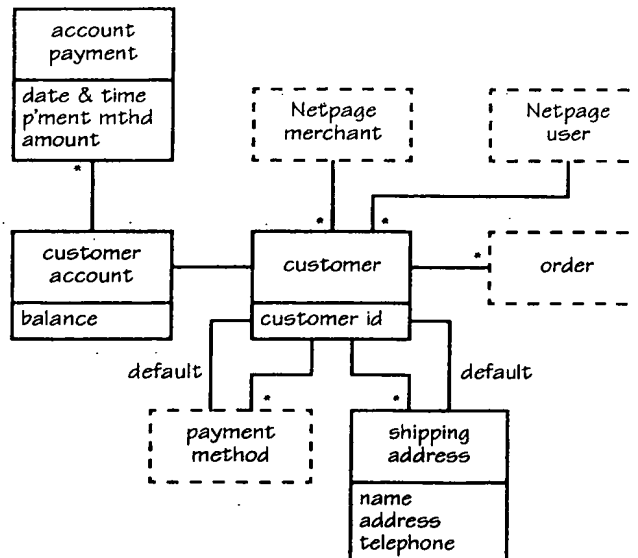 account
payment
date & time
p'ment mthd
amount
*
Netpage
merchant
*
Netpage
user
*
customer
account
balance
customer
customer id
*
order
default
default
*
*
payment
method
shipping
address
name
address
telephone